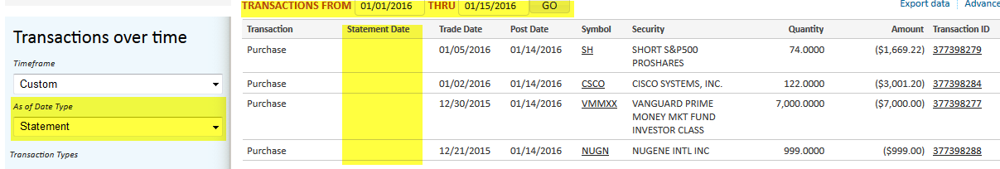 TRANSACTIONS FROM 01/01/2016 THRU 01/15/2016 GO
Export data Advance
Transactions over time
Timeframe
Custom
As of Date Type
Statement
Transaction Types
Transaction Statement Date Trade Date Post Date Symbol Security Quantity Amount Transaction ID
Purchase 01/05/2016 01/14/2016 SH SHORT S&P500 74.0000 ($1,669.22) 377398279
PROSHARES
Purchase 01/02/2016 01/14/2016 CSCO CISCO SYSTEMS, INC. 122.0000 ($3,001.20) 377398284
Purchase 12/30/2015 01/14/2016 VMMXX VANGUARD PRIME 7,000.0000 ($7,000.00) 377398277
MONEY MKT FUND
INVESTOR CLASS
Purchase 12/21/2015 01/14/2016 NUGN NUGENE INTL INC 999.0000 ($999.00) 377398288